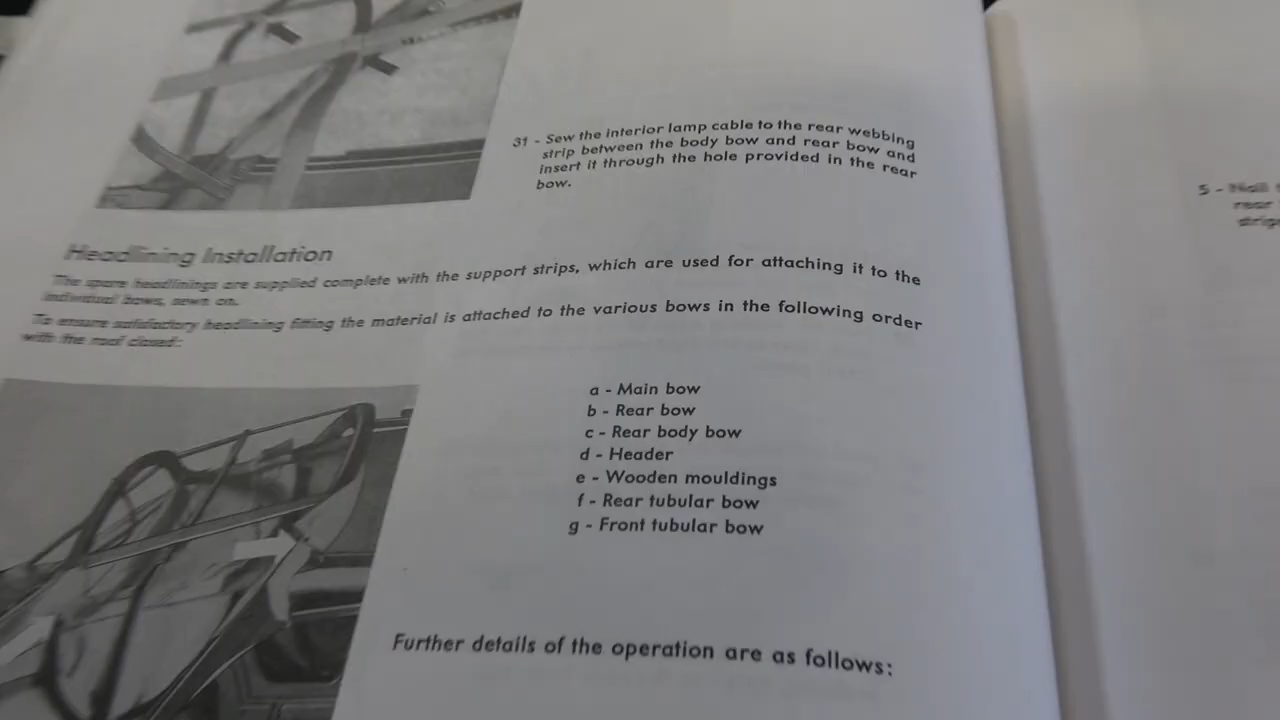 31 - Sew the interior lamp cable to the rear webbing
strip between the body bow and rear bow and
insert it through the hole provided in the rear
bow.
Headlining Installation
The spare headlinings are supplied complete with the support strips, which are used for attaching it to the
individual bows, sewn on.
To ensure satisfactory headlining fitting the material is attached to the various bows in the following order
with the roof closed:
a - Main bow
b - Rear bow
c - Rear body bow
d - Header
e - Wooden mouldings
f - Rear tubular bow
g - Front tubular bow
Further details of the operation are as follows:
5 - Nail
rear